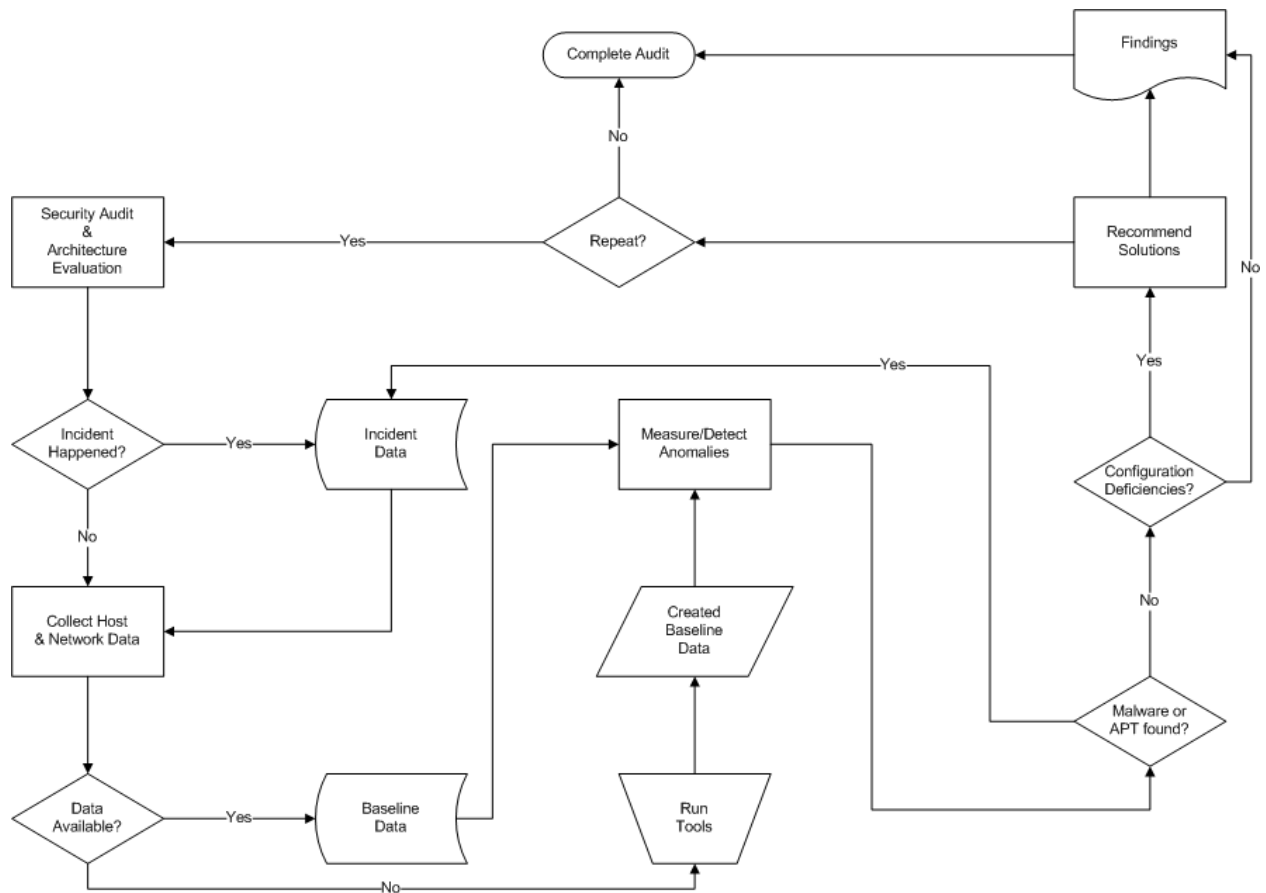 Complete Audit
Findings
No
Security Audit
&
Architecture
Evaluation
Yes
Repeat?
Recommend
Solutions
No
Yes
Yes
Incident
Happened?
Yes
Incident
Data
Measure/Detect
Anomalies
Configuration
Deficiencies?
No
Collect Host
& Network Data
Created
Baseline
Data
No
Malware or
APT found?
Data
Available?
Yes
Baseline
Data
Run
Tools
No